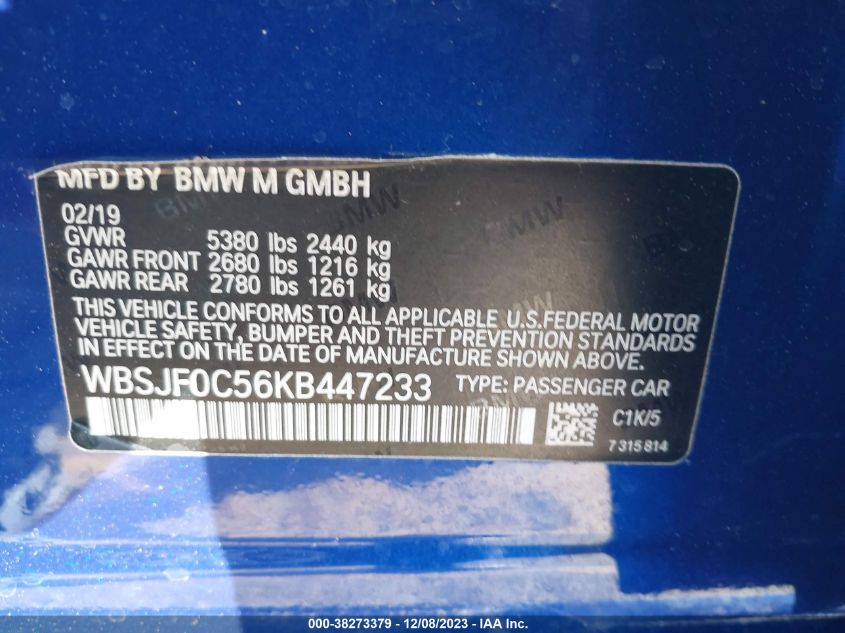 MFD BY BMW M GMBH
02/19
GVWR 5380 lbs 2440 kg
GAWR FRONT 2680 lbs 1216 kg
GAWR REAR 2780 lbs 1261 kg
THIS VEHICLE CONFORMS TO ALL APPLICABLE U.S.FEDERAL MOTOR
VEHICLE SAFETY, BUMPER AND THEFT PREVENTION STANDARDS
IN EFFECT ON THE DATE OF MANUFACTURE SHOWN ABOVE.
WBSJF0C56KB447233 TYPE: PASSENGER CAR
C1K/5
7315814
000-38273379 - 12/08/2023 - IAA Inc.